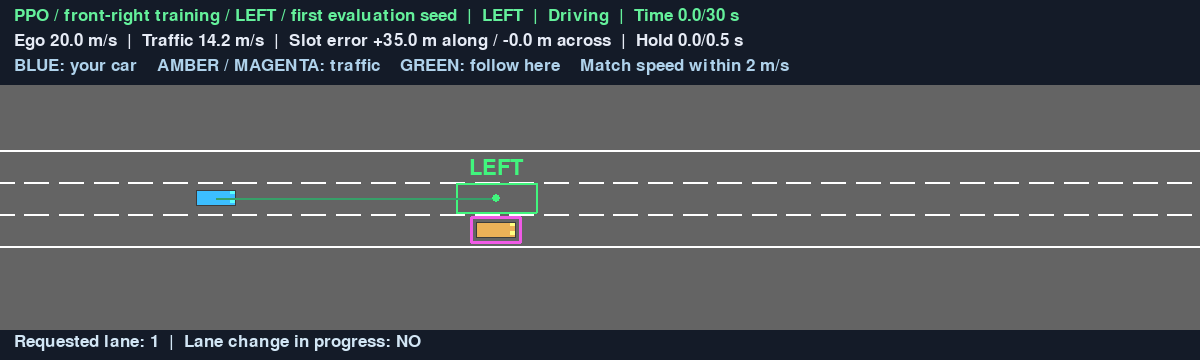 PPO / front-right training / LEFT / first evaluation seed | LEFT | Driving | Time 0.0/30 s
Ego 20.0 m/s | Traffic 14.2 m/s | Slot error +35.0 m along / -0.0 m across | Hold 0.0/0.5 s
BLUE: your car AMBER / MAGENTA: traffic GREEN: follow here Match speed within 2 m/s
LEFT
Requested lane: 1 | Lane change in progress: NO